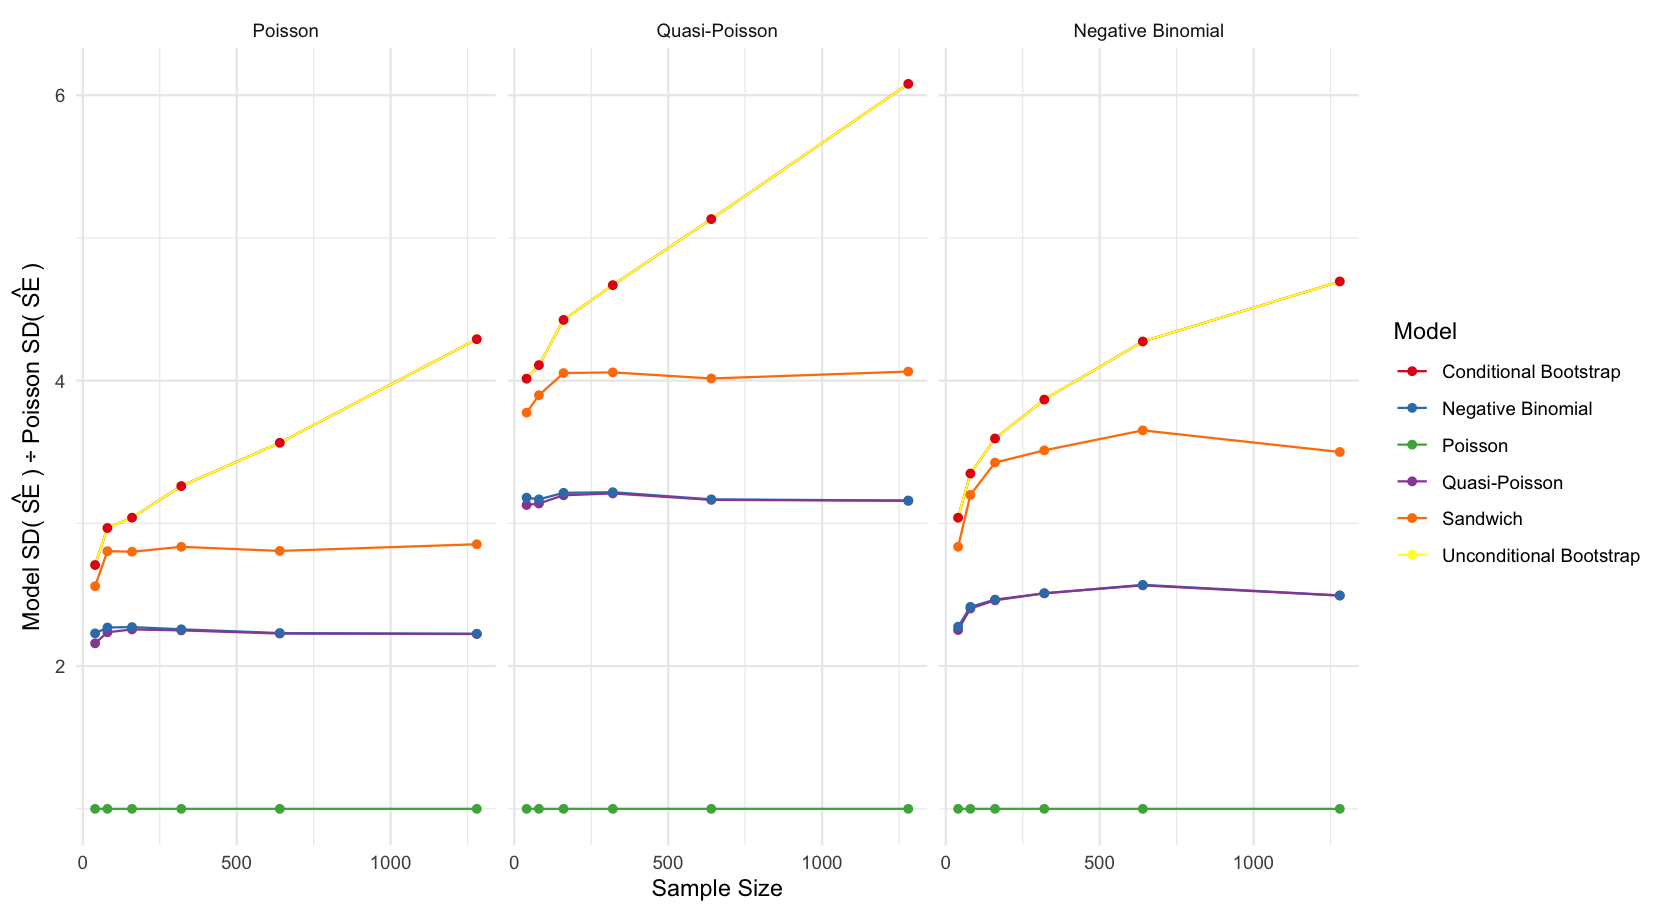 Poisson
Quasi-Poisson
Negative Binomial
6
4
2
Model SD( SÊ ) ÷ Poisson SD( SÊ )
0 500 1000
0 500 1000
0 500 1000
Sample Size
Model
Conditional Bootstrap
Negative Binomial
Poisson
Quasi-Poisson
Sandwich
Unconditional Bootstrap